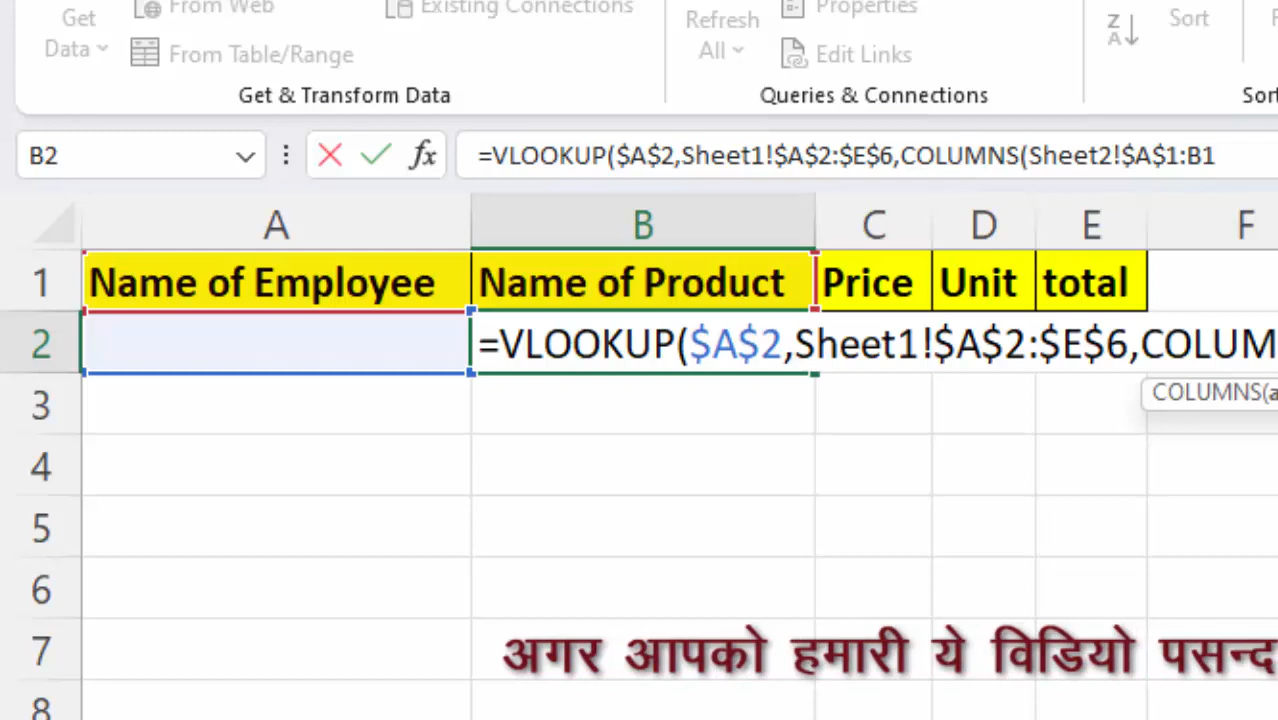 Get
Data
From Web
From Table/Range
Existing Connections
Get & Transform Data
Refresh
All
Properties
Edit Links
Queries & Connections
Z
A
Sort
F
Sor
B2
fx
=VLOOKUP($A$2,Sheet1!$A$2:$E$6,COLUMNS(Sheet2!$A$1:B1
A B C D E F
1 Name of Employee Name of Product Price Unit total
2 =VLOOKUP($A$2,Sheet1!$A$2:$E$6,COLUM
COLUMNS(a
3
4
5
6
7 अगर आपको हमारी ये विडियो पसन्द
8